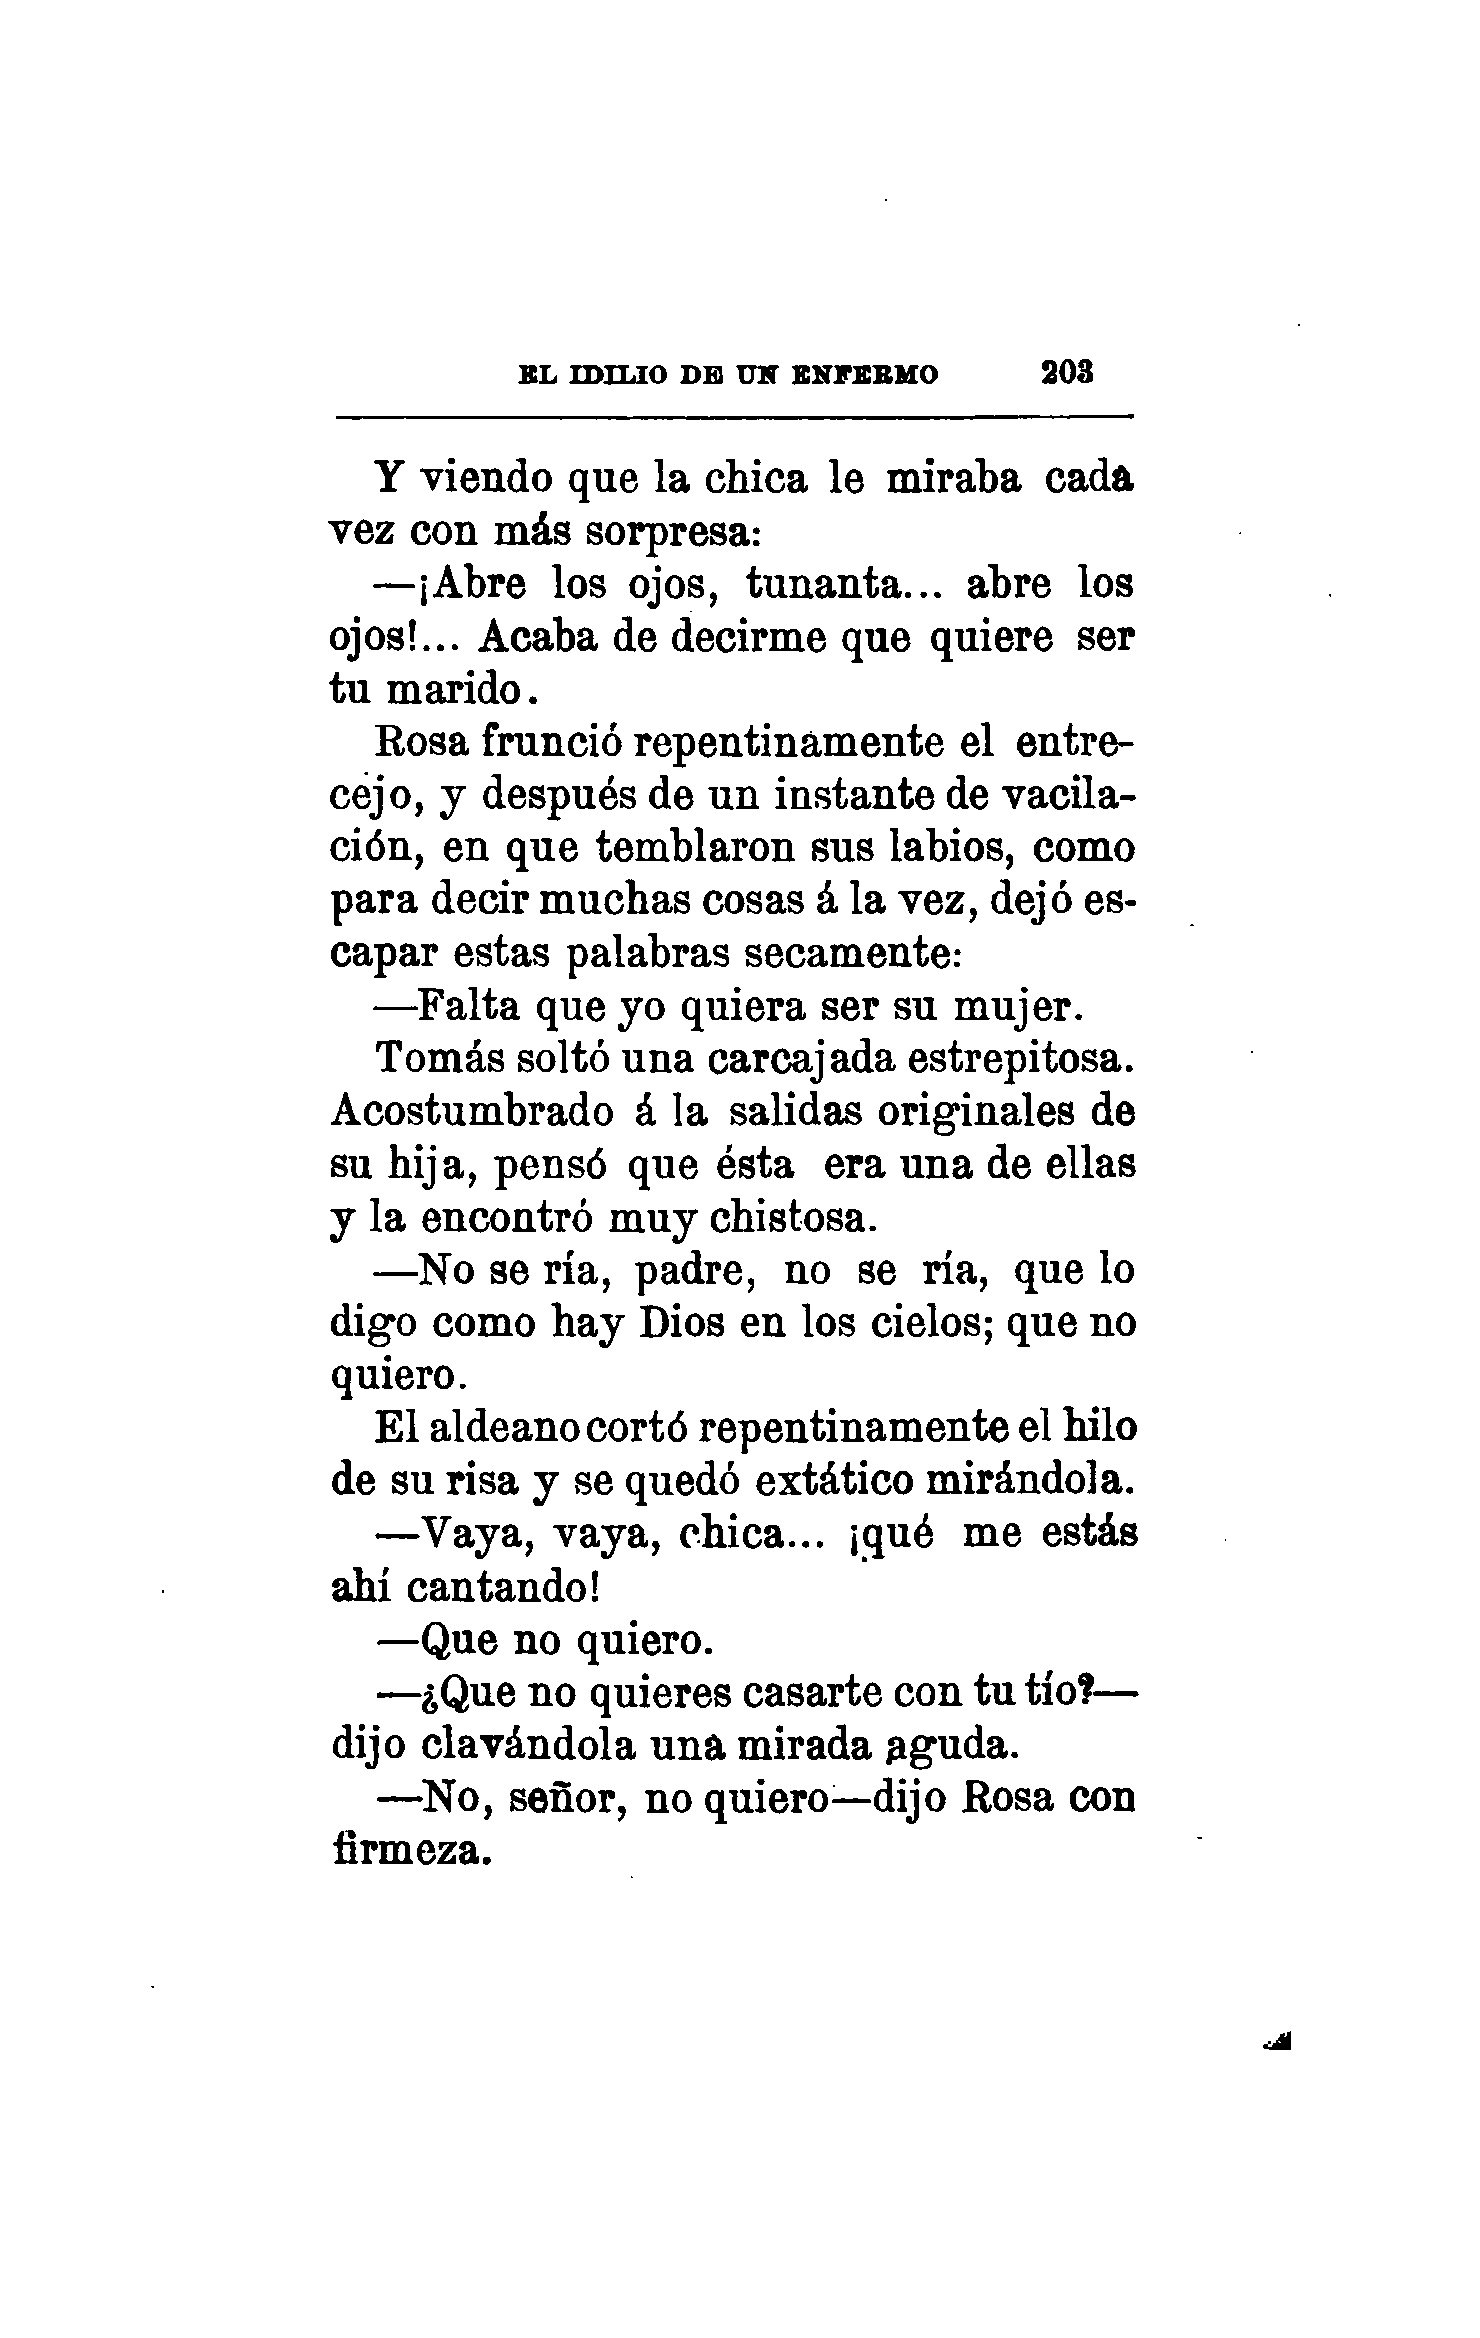 EL IDILIO DE UN ENFERMO 203
Y viendo que la chica le miraba cada
vez con más sorpresa:
—¡Abre los ojos, tunanta... abre los
ojos!... Acaba de decirme que quiere ser
tu marido.
Rosa frunció repentinamente el entre-
cejo, y después de un instante de vacila-
ción, en que temblaron sus labios, como
para decir muchas cosas á la vez, dejó es-
capar estas palabras secamente:
—Falta que yo quiera ser su mujer.
Tomás soltó una carcajada estrepitosa.
Acostumbrado á la salidas originales de
su hija, pensó que ésta era una de ellas
y la encontró muy chistosa.
—No se ría, padre, no se ría, que lo
digo como hay Dios en los cielos; que no
quiero.
El aldeano cortó repentinamente el hilo
de su risa y se quedó extático mirándola.
—Vaya, vaya, chica... ¡qué me estás
ahí cantando!
—Que no quiero.
—¿Que no quieres casarte con tu tío?—
dijo clavándola una mirada aguda.
—No, señor, no quiero—dijo Rosa con
firmeza.